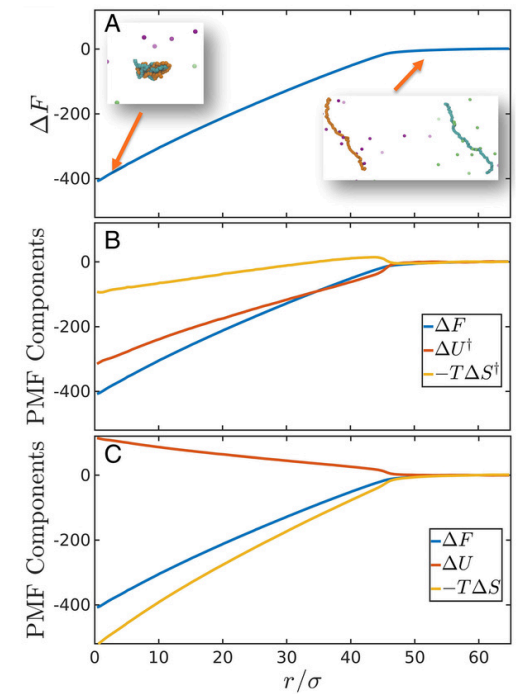 A
0
-200
-400
ΔF
B
0
-200
-400
PMF Components
ΔF
ΔU†
−TΔS†
C
0
-200
-400
PMF Components
ΔF
ΔU
−TΔS
0 10 20 30 40 50 60
r/σ